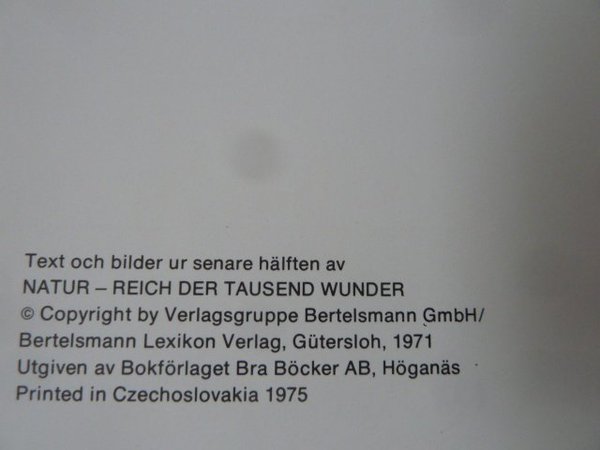 Text och bilder ur senare hälften av
NATUR – REICH DER TAUSEND WUNDER
© Copyright by Verlagsgruppe Bertelsmann GmbH/
Bertelsmann Lexikon Verlag, Gütersloh, 1971
Utgiven av Bokförlaget Bra Böcker AB, Höganäs
Printed in Czechoslovakia 1975